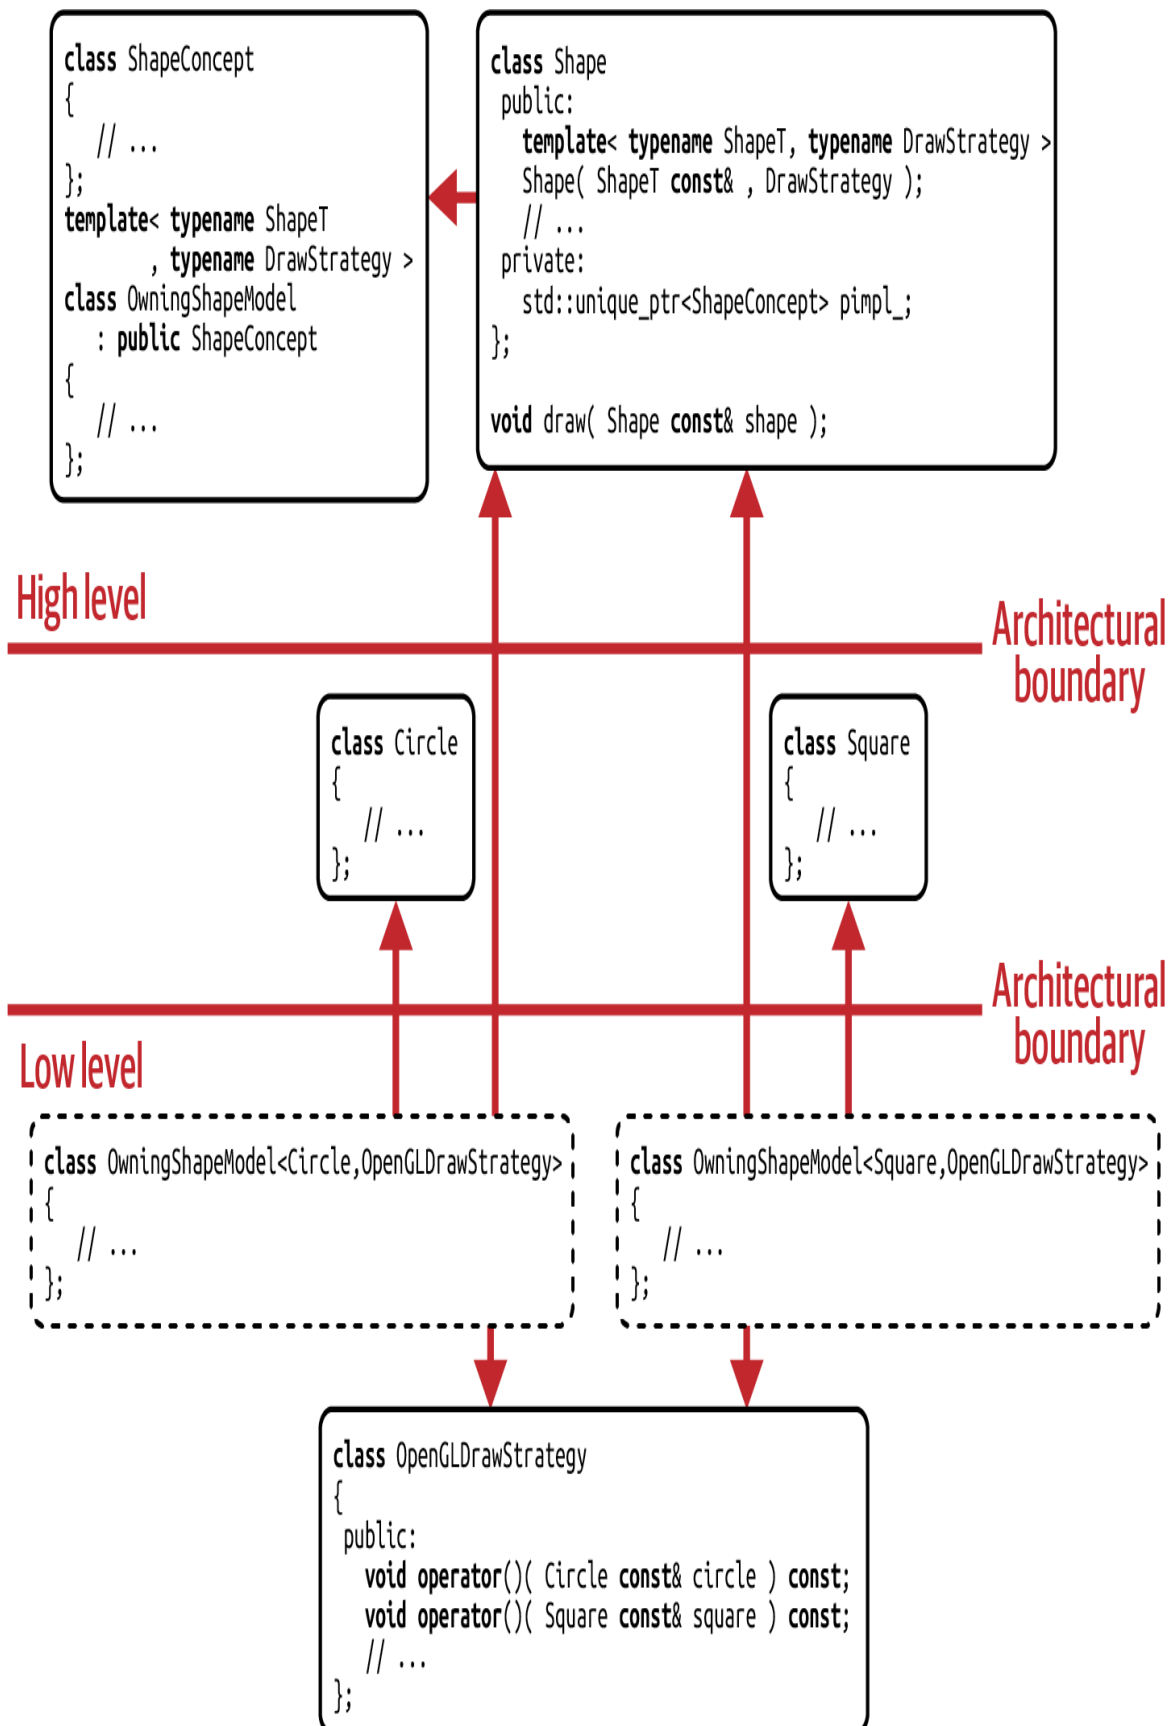 class ShapeConcept
{
   // ...
};
template< typename ShapeT
        , typename DrawStrategy >
class OwningShapeModel
   : public ShapeConcept
{
   // ...
};
class Shape
 public:
   template< typename ShapeT, typename DrawStrategy >
   Shape( ShapeT const& , DrawStrategy );
   // ...
 private:
   std::unique_ptr<ShapeConcept> pimpl_;
};
void draw( Shape const& shape );
High level
Architectural
boundary
class Circle
{
   // ...
};
class Square
{
   // ...
};
Architectural
boundary
Low level
class OwningShapeModel<Circle,OpenGLDrawStrategy>
{
   // ...
};
class OwningShapeModel<Square,OpenGLDrawStrategy>
{
   // ...
};
class OpenGLDrawStrategy
{
 public:
   void operator()( Circle const& circle ) const;
   void operator()( Square const& square ) const;
   // ...
};